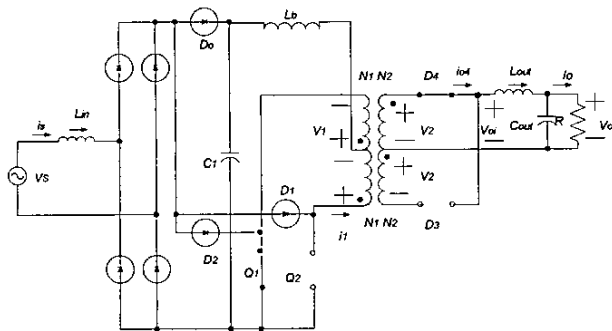 Do
Lb
N1 N2
D4
io4
Lout
Io
is
Lin
V1
V2
Voi
Cout
R
Vo
Vs
C1
D1
V2
D2
i1
N1 N2
D3
Q1
Q2